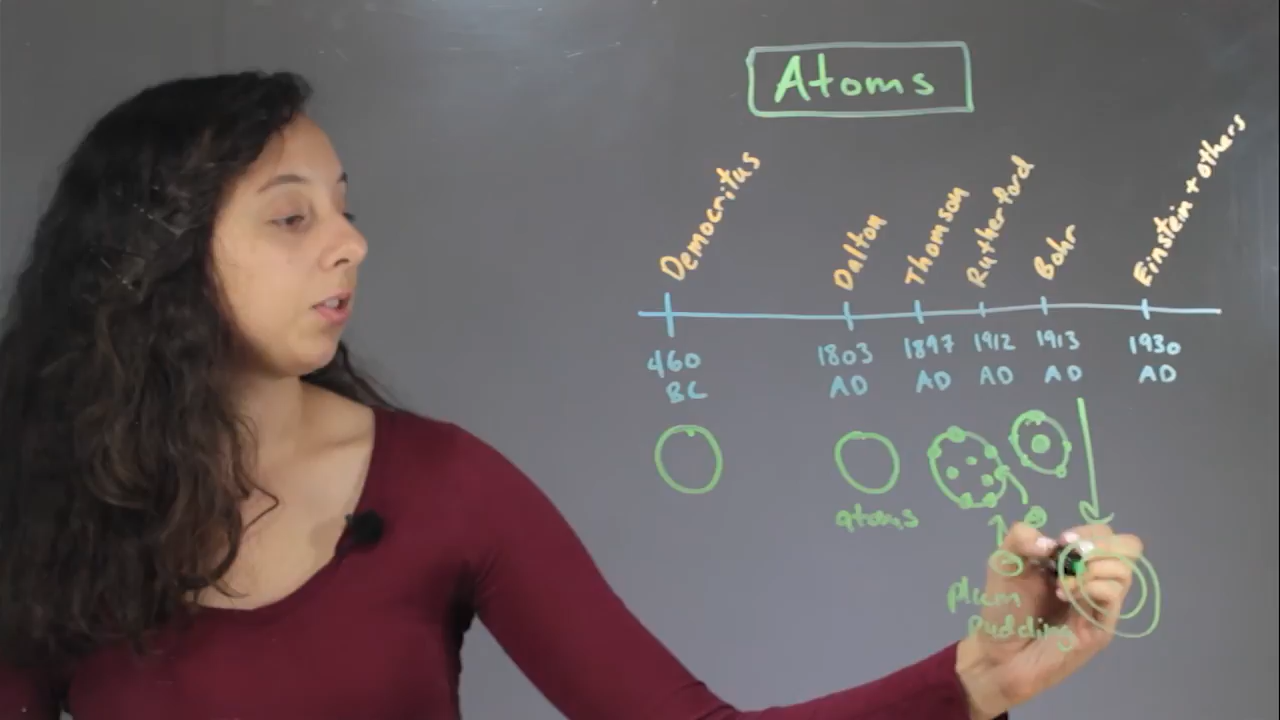 Atoms
Democritus
Dalton
Thomson
Rutherford
Bohr
Einstein + others
460 BC
1803 AD
1897 AD
1912 AD
1913 AD
1930 AD
atoms
plum
pudding